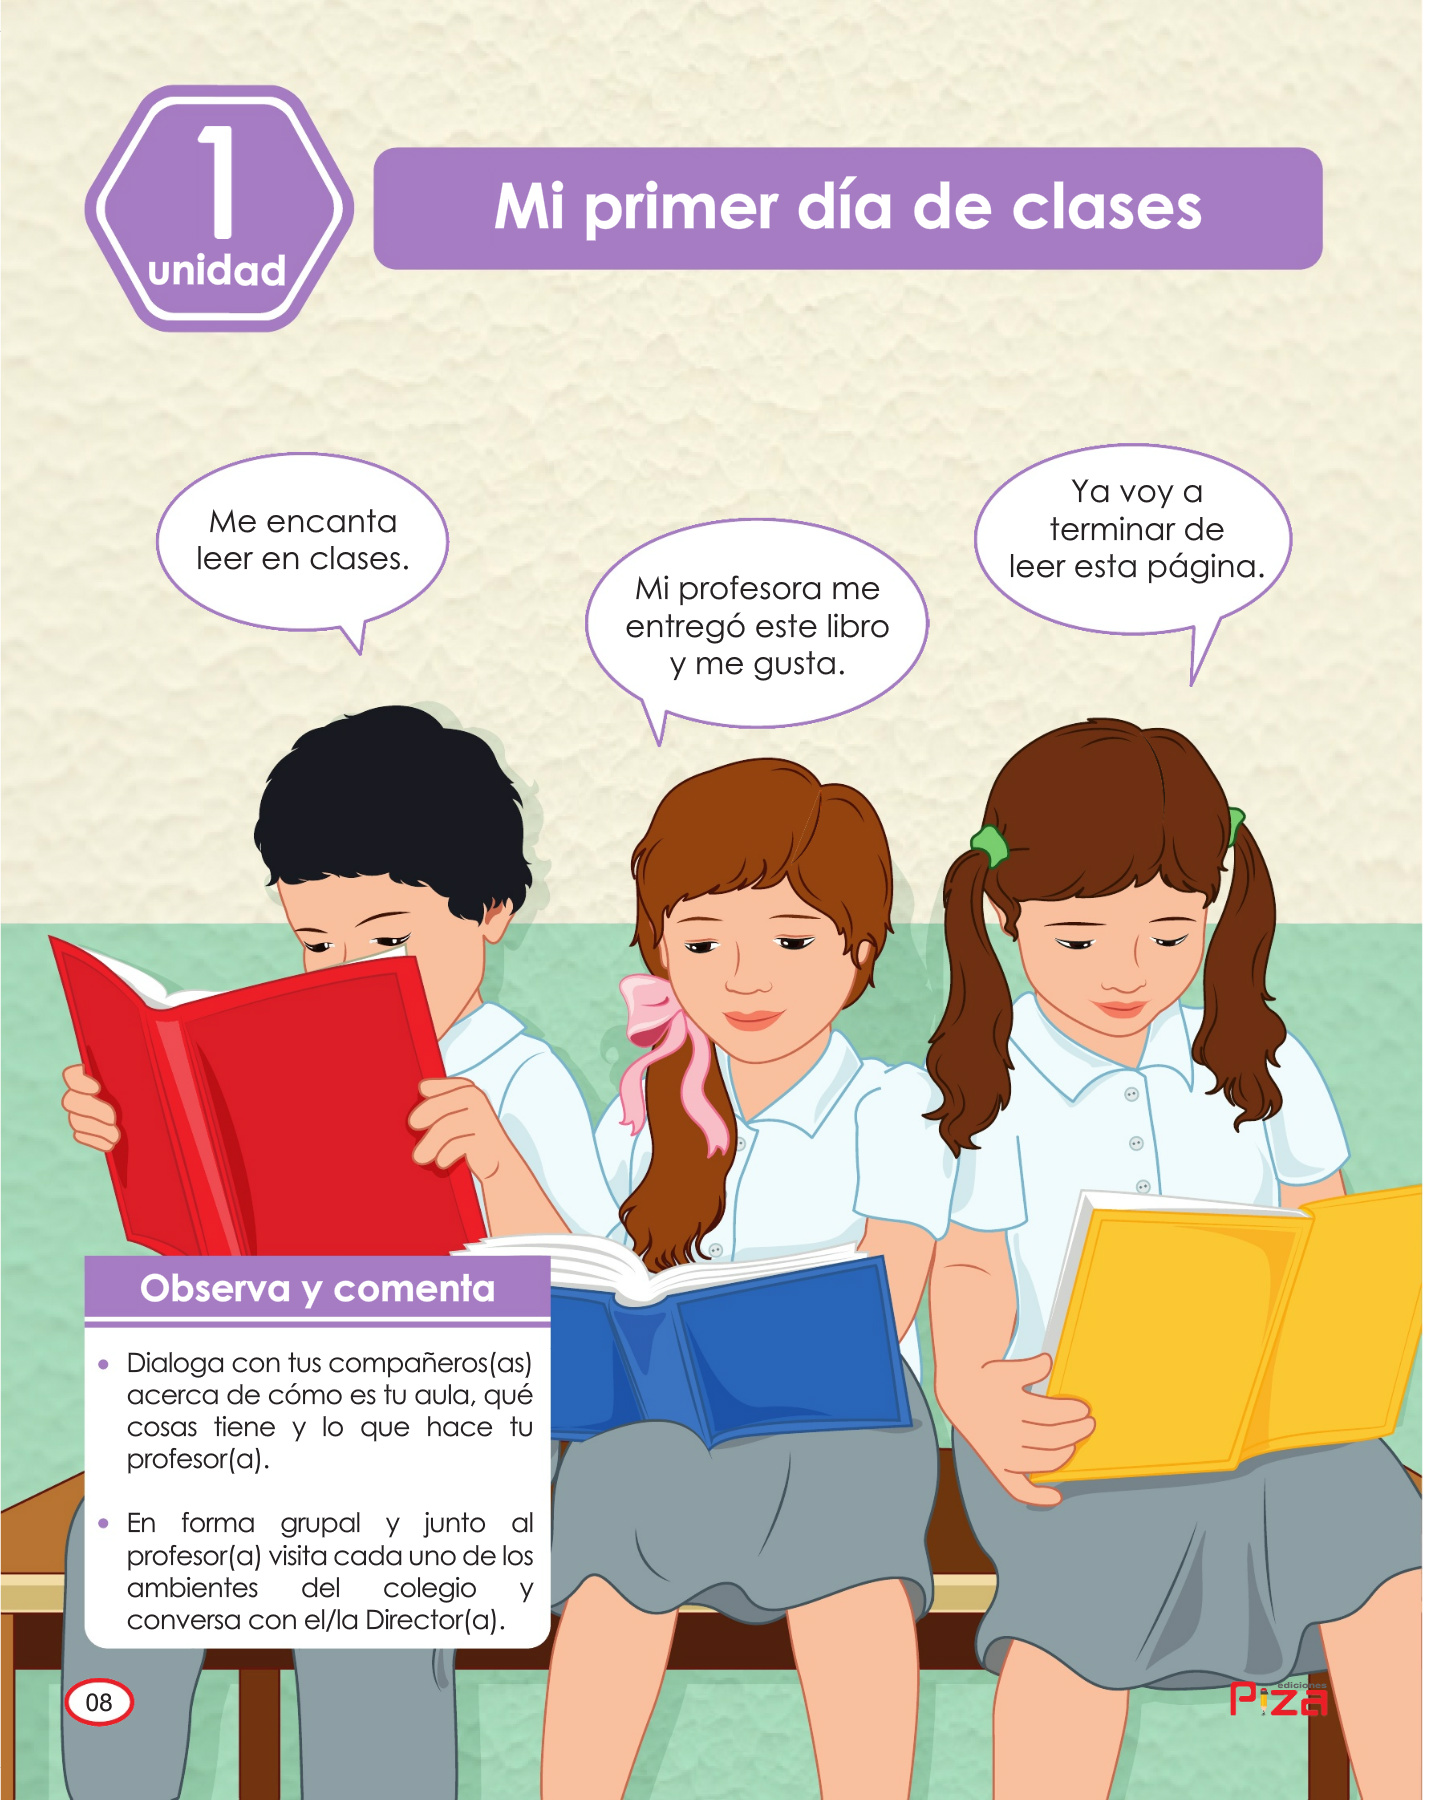 1
unidad
Mi primer día de clases
Me encanta
leer en clases.
Mi profesora me
entregó este libro
y me gusta.
Ya voy a
terminar de
leer esta página.
Observa y comenta
• Dialoga con tus compañeros(as)
acerca de cómo es tu aula, qué
cosas tiene y lo que hace tu
profesor(a).
• En forma grupal y junto al
profesor(a) visita cada uno de los
ambientes del colegio y
conversa con el/la Director(a).
08
ediciones
Piza